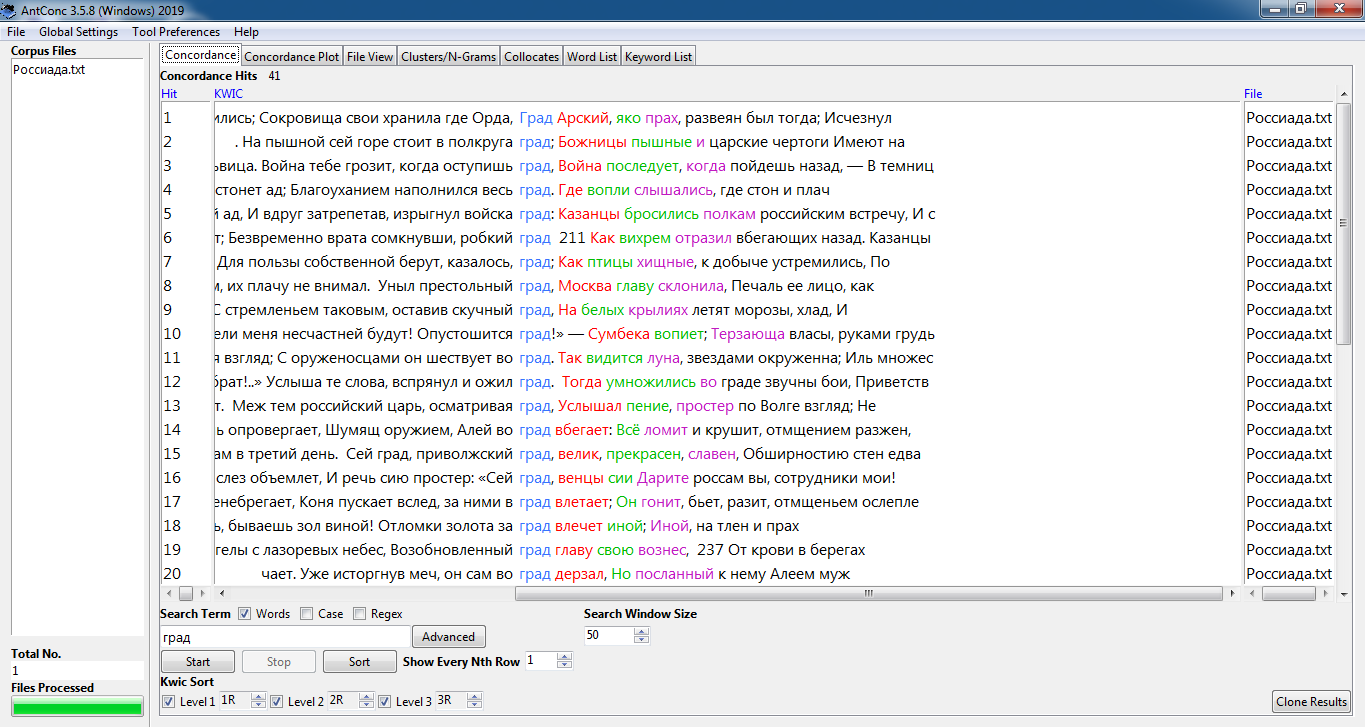 AntConc 3.5.8 (Windows) 2019
File Global Settings Tool Preferences Help
Corpus Files
Россиада.txt
Concordance Concordance Plot File View Clusters/N-Grams Collocates Word List Keyword List
Concordance Hits 41
Hit KWIC File
1 Сокровища свои хранила где Орда, Град Арский, яко прах, развеян был тогда; Исчезнул Россиада.txt
2 . На пышной сей горе стоит в полкруга град; Божницы пышные и царские чертоги Имеют на Россиада.txt
3 Война тебе грозит, когда оступишь град, Война последует, когда пойдешь назад, — В темниц Россиада.txt
4 стонет ад; Благоуханием наполнился весь град. Где вопли слышались, где стон и плач Россиада.txt
5 ад, И вдруг затрепетав, изрыгнул войска град: Казанцы бросились полкам российским встречу, И с Россиада.txt
6 т; Безвременно врата сомкнувши, робкий град 211 Как вихрем отразил вбегающих назад. Казанцы Россиада.txt
7 Для пользы собственной берут, казалось, град; Как птицы хищные, к добыче устремились, По Россиада.txt
8 , их плачу не внимал. Уныл престольный град, Москва главу склонила, Печаль ее лицо, как Россиада.txt
9 С стремленьем таковым, оставив скучный град, На белых крылиях летят морозы, хлад, И Россиада.txt
10 ели меня несчастней будут! Опустошится град!» — Сумбека вопиет; Терзающа власы, руками грудь Россиада.txt
11 я взгляд; С оруженосцами он шествует во град. Так видится луна, звездами окруженна; Иль множес Россиада.txt
12 брат!..» Услыша те слова, вспрянул и ожил град. Тогда умножились во граде звучны бои, Приветств Россиада.txt
13 т. Меж тем российский царь, осматривая град, Услышал пение, простер по Волге взгляд; Не Россиада.txt
14 ь опровергает, Шумящ оружием, Алей во град вбегает: Всё ломит и крушит, отмщением разжен, Россиада.txt
15 ам в третий день. Сей град, приволжский град, велик, прекрасен, славен, Обширностию стен едва Россиада.txt
16 слез объемлет, И речь сию простер: «Сей град, венцы сии Дарите россам вы, сотрудники мои! Россиада.txt
17 енебрегает, Коня пускает вслед, за ними в град влетает; Он гонит, бьет, разит, отмщеньем ослепле Россиада.txt
18 ь, бываешь зол виной! Отломки золота за град влечет иной; Иной, на тлен и прах Россиада.txt
19 гелы с лазоревых небес, Возобновленный град главу свою вознес, 237 От крови в берегах Россиада.txt
20 чает. Уже исторгнув меч, он сам во град дерзал, Но посланный к нему Алеем муж Россиада.txt
Search Term Words Case Regex Search Window Size
град Advanced 50
Start Stop Sort Show Every Nth Row 1
Kwic Sort
Level 1 1R Level 2 2R Level 3 3R Clone Results
Total No.
1
Files Processed